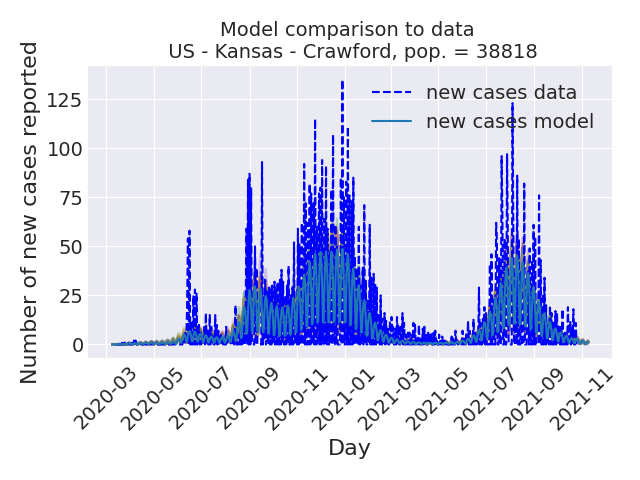 Model comparison to data
US - Kansas - Crawford, pop. = 38818
Number of new cases reported
125
100
75
50
25
0
new cases data
new cases model
2020-03
2020-05
2020-07
2020-09
2020-11
2021-01
2021-03
2021-05
2021-07
2021-09
2021-11
Day